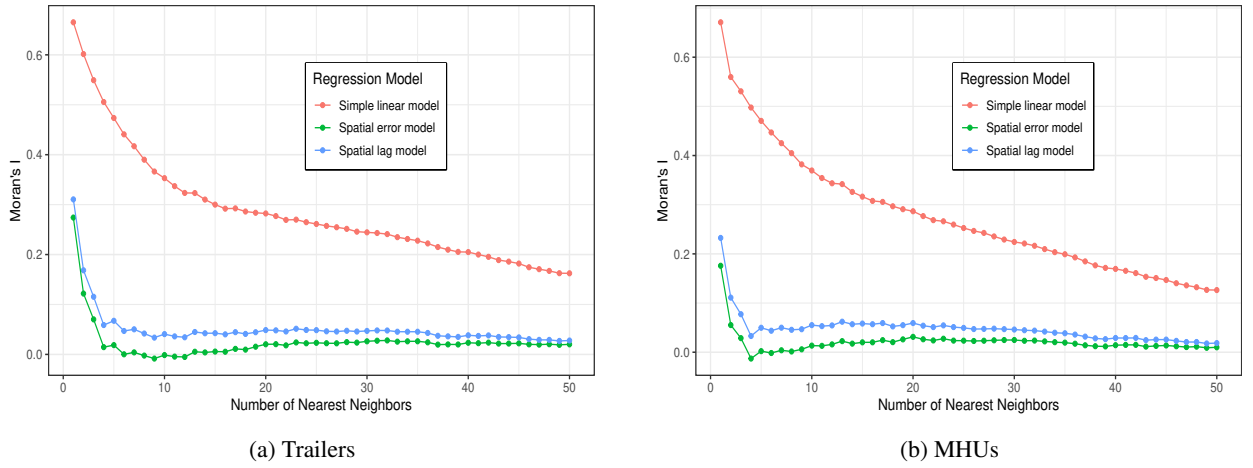 Moran's I
0.6
0.4
0.2
0.0
0
10
20
30
40
50
Number of Nearest Neighbors
Regression Model
Simple linear model
Spatial error model
Spatial lag model
(a) Trailers
Moran's I
0.6
0.4
0.2
0.0
0
10
20
30
40
50
Number of Nearest Neighbors
Regression Model
Simple linear model
Spatial error model
Spatial lag model
(b) MHUs